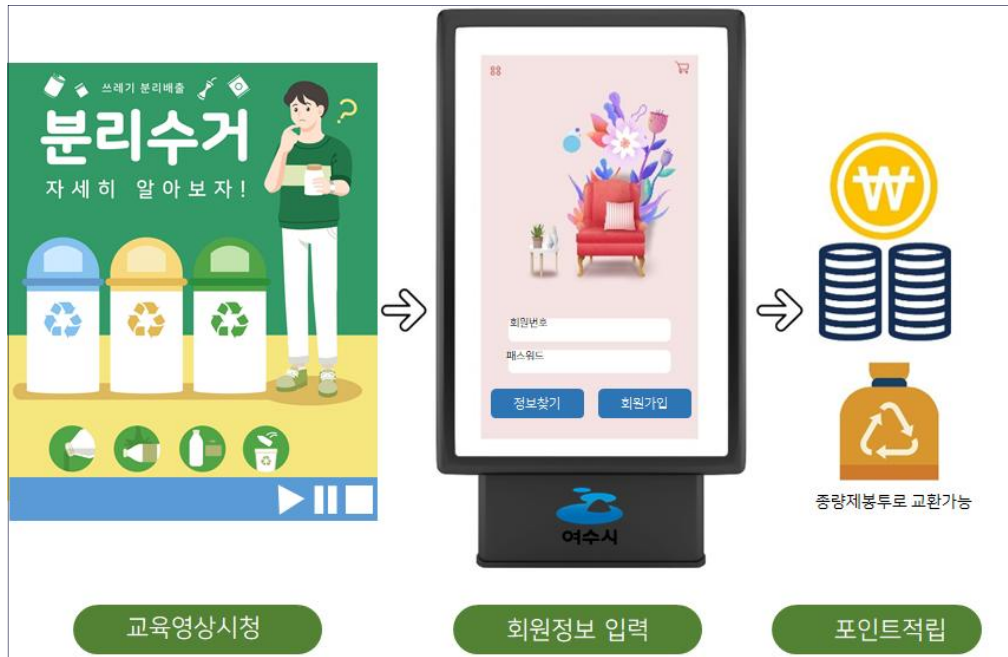 쓰레기 분리배출
분리수거
자세히 알아보자!
회원번호
패스워드
정보찾기
회원가입
여수시
종량제봉투로 교환가능
교육영상시청
회원정보 입력
포인트적립